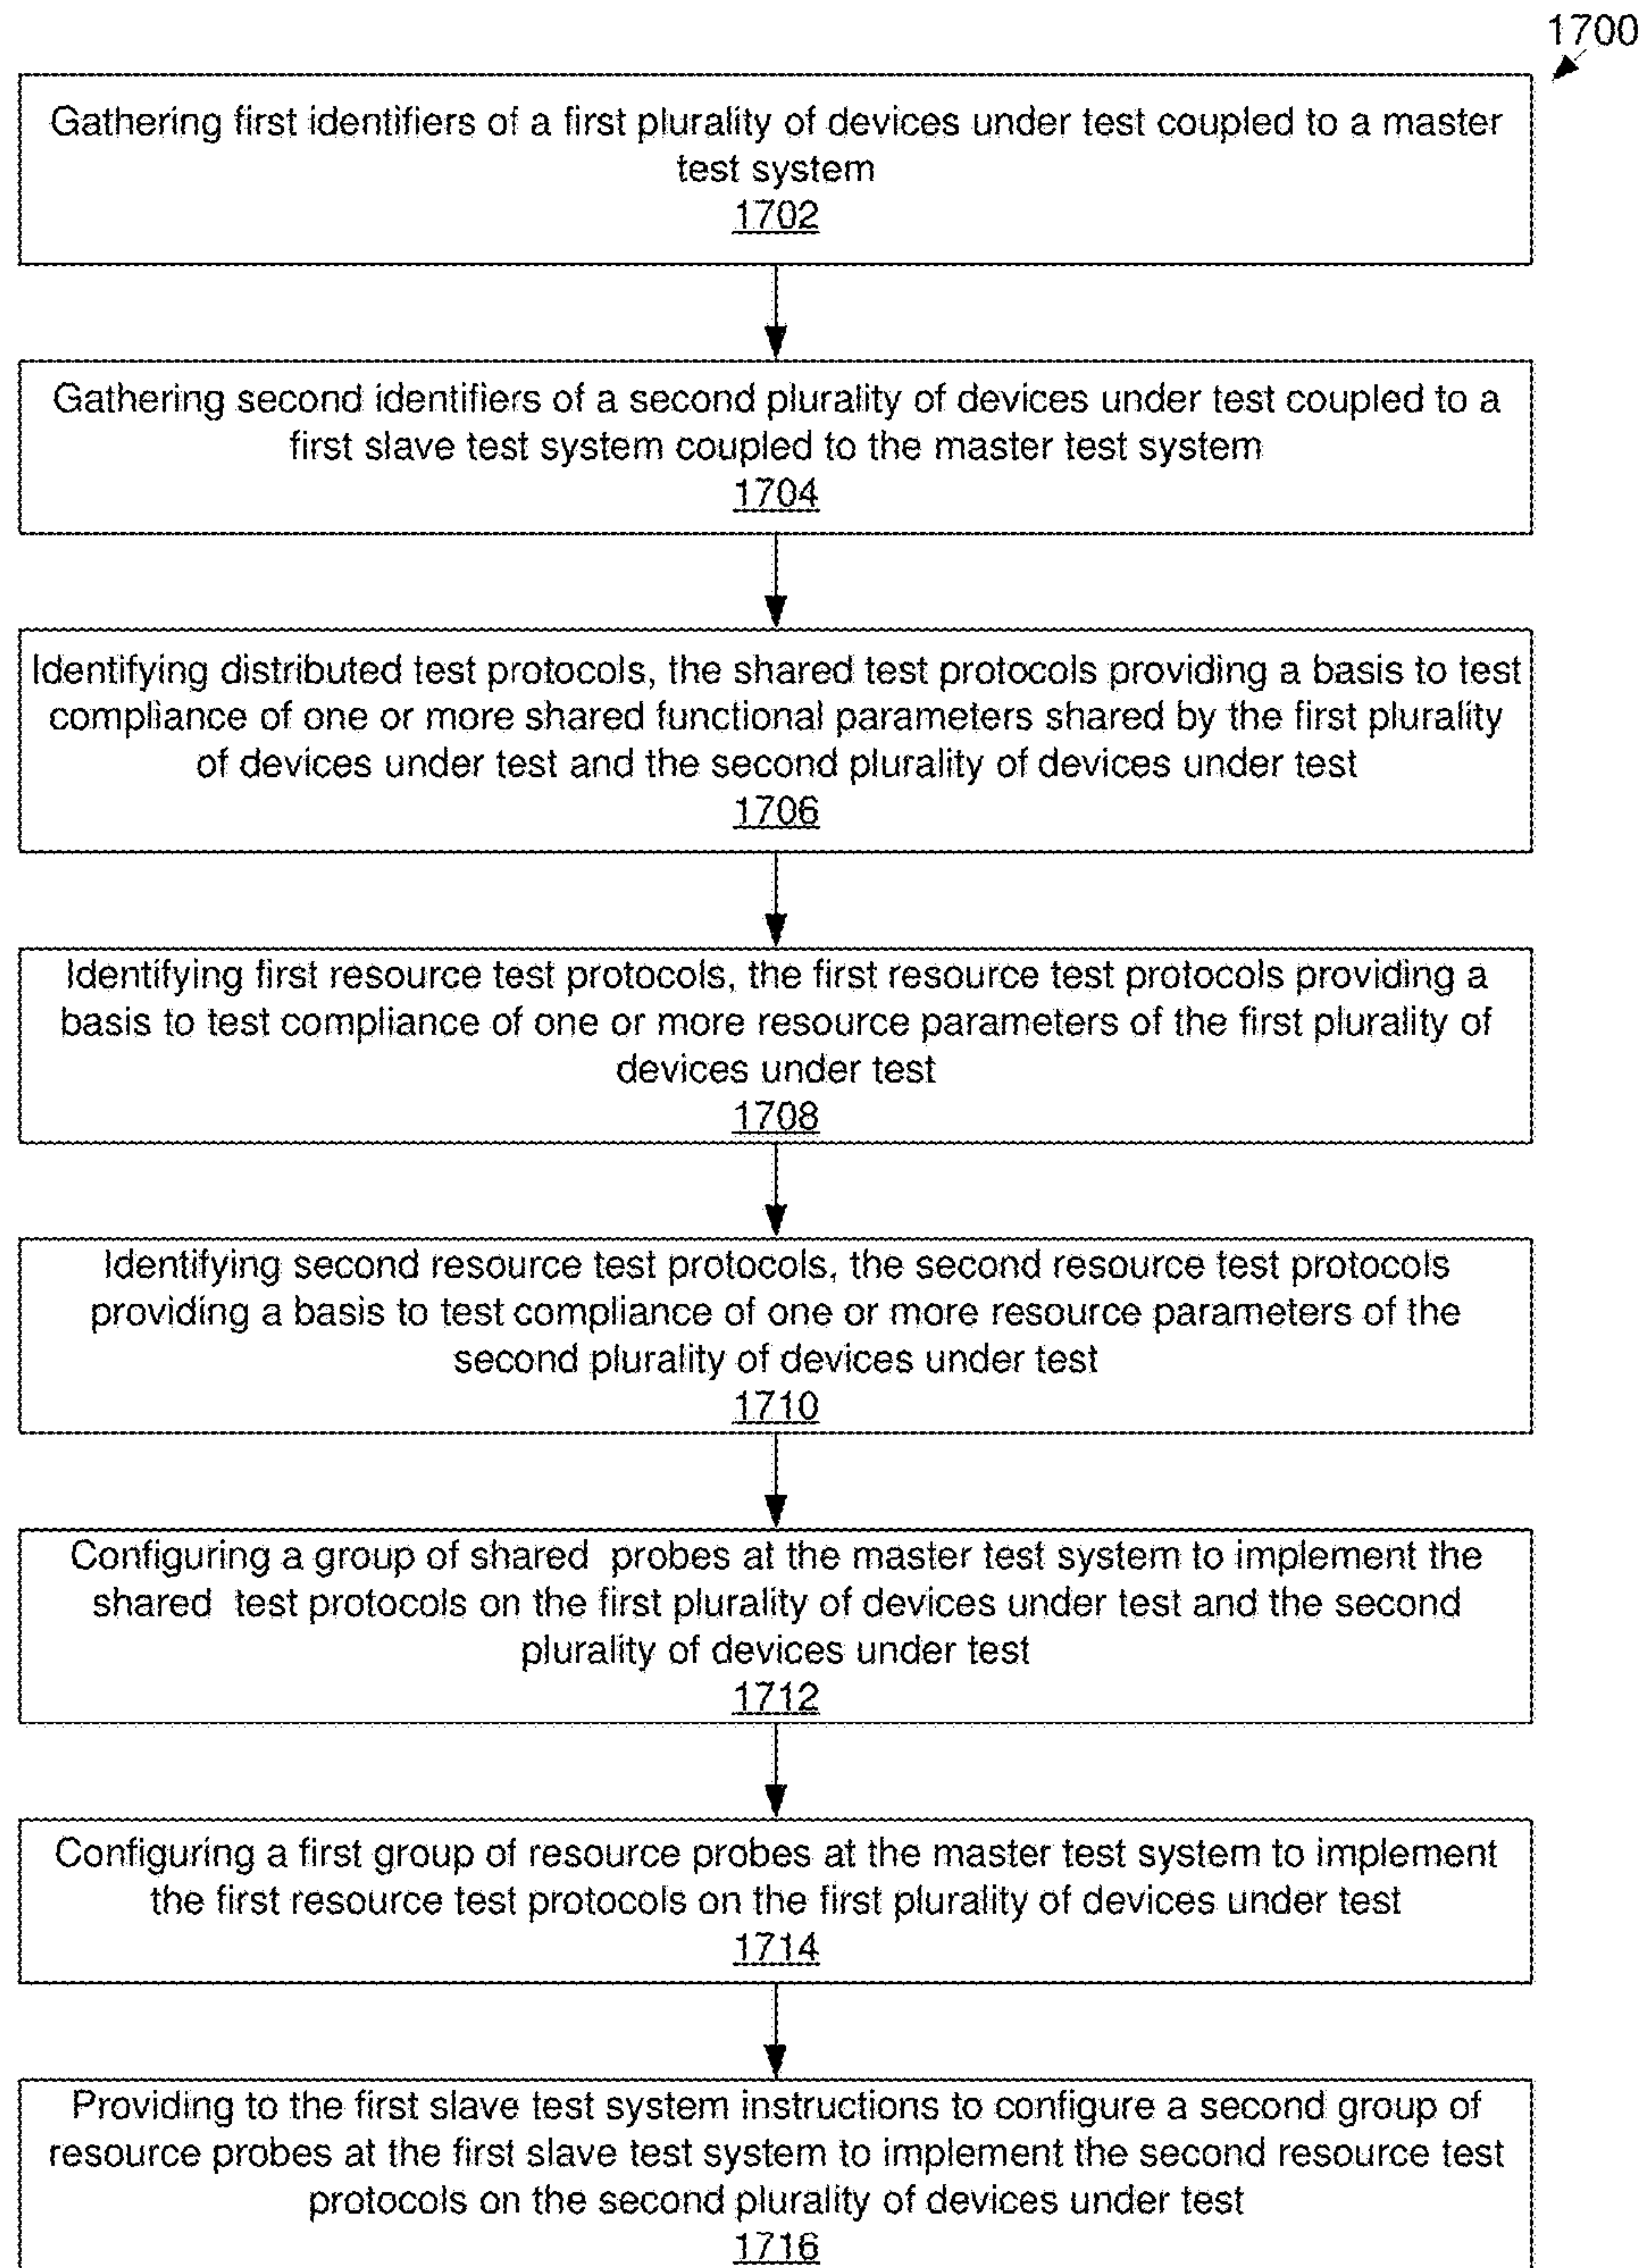 1700
Gathering first identifiers of a first plurality of devices under test coupled to a master
test system
1702
Gathering second identifiers of a second plurality of devices under test coupled to a
first slave test system coupled to the master test system
1704
Identifying distributed test protocols, the shared test protocols providing a basis to test
compliance of one or more shared functional parameters shared by the first plurality
of devices under test and the second plurality of devices under test
1706
Identifying first resource test protocols, the first resource test protocols providing a
basis to test compliance of one or more resource parameters of the first plurality of
devices under test
1708
Identifying second resource test protocols, the second resource test protocols
providing a basis to test compliance of one or more resource parameters of the
second plurality of devices under test
1710
Configuring a group of shared probes at the master test system to implement the
shared test protocols on the first plurality of devices under test and the second
plurality of devices under test
1712
Configuring a first group of resource probes at the master test system to implement
the first resource test protocols on the first plurality of devices under test
1714
Providing to the first slave test system instructions to configure a second group of
resource probes at the first slave test system to implement the second resource test
protocols on the second plurality of devices under test
1716